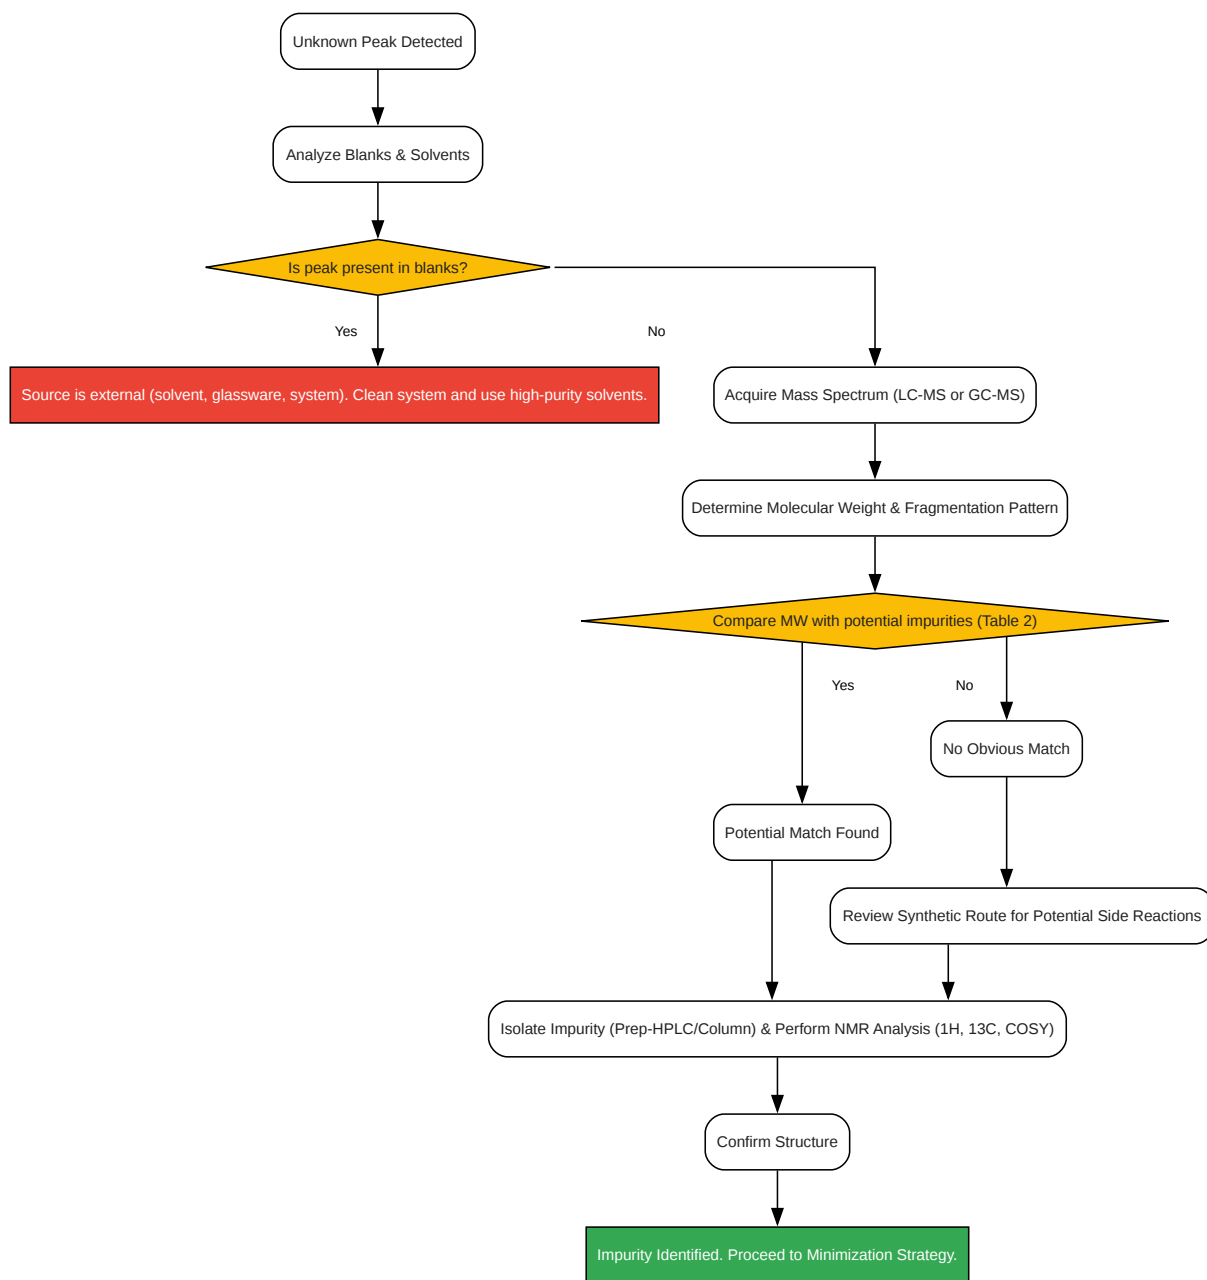 Unknown Peak Detected
Analyze Blanks & Solvents
Is peak present in blanks?
Yes
No
Source is external (solvent, glassware, system). Clean system and use high-purity solvents.
Acquire Mass Spectrum (LC-MS or GC-MS)
Determine Molecular Weight & Fragmentation Pattern
Compare MW with potential impurities (Table 2)
Yes
No
No Obvious Match
Potential Match Found
Review Synthetic Route for Potential Side Reactions
Isolate Impurity (Prep-HPLC/Column) & Perform NMR Analysis (1H, 13C, COSY)
Confirm Structure
Impurity Identified. Proceed to Minimization Strategy.